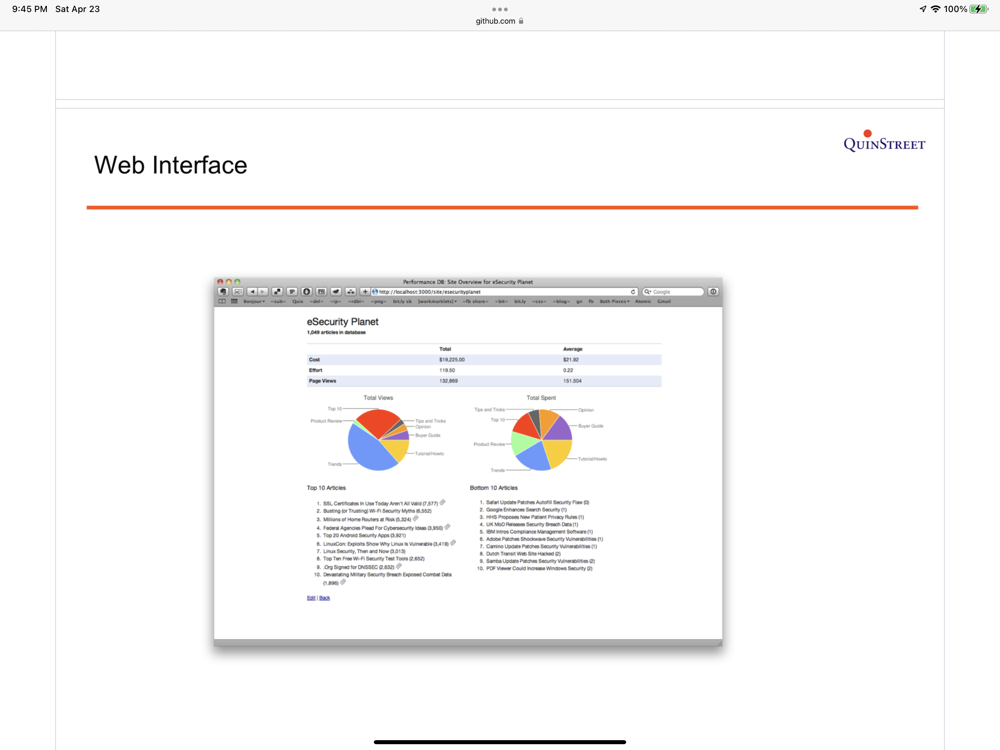 9:45 PM Sat Apr 23
github.com
100%
QUINSTREET
Web Interface
Performance DB: Site Overview for eSecurity Planet
http://localhost:3000/site/esecurityplanet
Google
Gmail
eSecurity Planet
1,049 articles in database
Total Average
Cost $19,225.00 $21.92
Effort 119.50 0.22
Page Views 132,869 151.504
Total Views
Top 10
Product Review
Trends
Tips and Tricks
Opinion
Buyer Guide
Tutorial/Howto
Total Spent
Tips and Tricks
Top 10
Product Review
Trends
Opinion
Buyer Guide
Tutorial/Howto
Top 10 Articles
1. SSL Certificates In Use Today Aren't All Valid (7,577)
2. Busting (or Trusting) Wi-Fi Security Myths (6,552)
3. Millions of Home Routers at Risk (5,324)
4. Federal Agencies Plead For Cybersecurity Ideas (3,950)
5. Top 20 Android Security Apps (3,921)
6. LinuxCon: Exploits Show Why Linux is Vulnerable (3,419)
7. Linux Security, Then and Now (3,013)
8. Top Ten Free Wi-Fi Security Test Tools (2,652)
9. .Org Signed for DNSSEC (2,632)
10. Devastating Military Security Breach Exposed Combat Data
(1,896)
Bottom 10 Articles
1. Safari Update Patches Autofill Security Flaw (0)
2. Google Enhances Search Security (1)
3. HHS Proposes New Patient Privacy Rules (1)
4. UK MoD Releases Security Breach Data (1)
5. IBM Intros Compliance Management Software (1)
6. Adobe Patches Shockwave Security Vulnerabilities (1)
7. Camino Update Patches Security Vulnerabilities (1)
8. Dutch Transit Web Site Hacked (2)
9. Samba Update Patches Security Vulnerabilities (2)
10. PDF Viewer Could Increase Windows Security (2)
Edit | Back